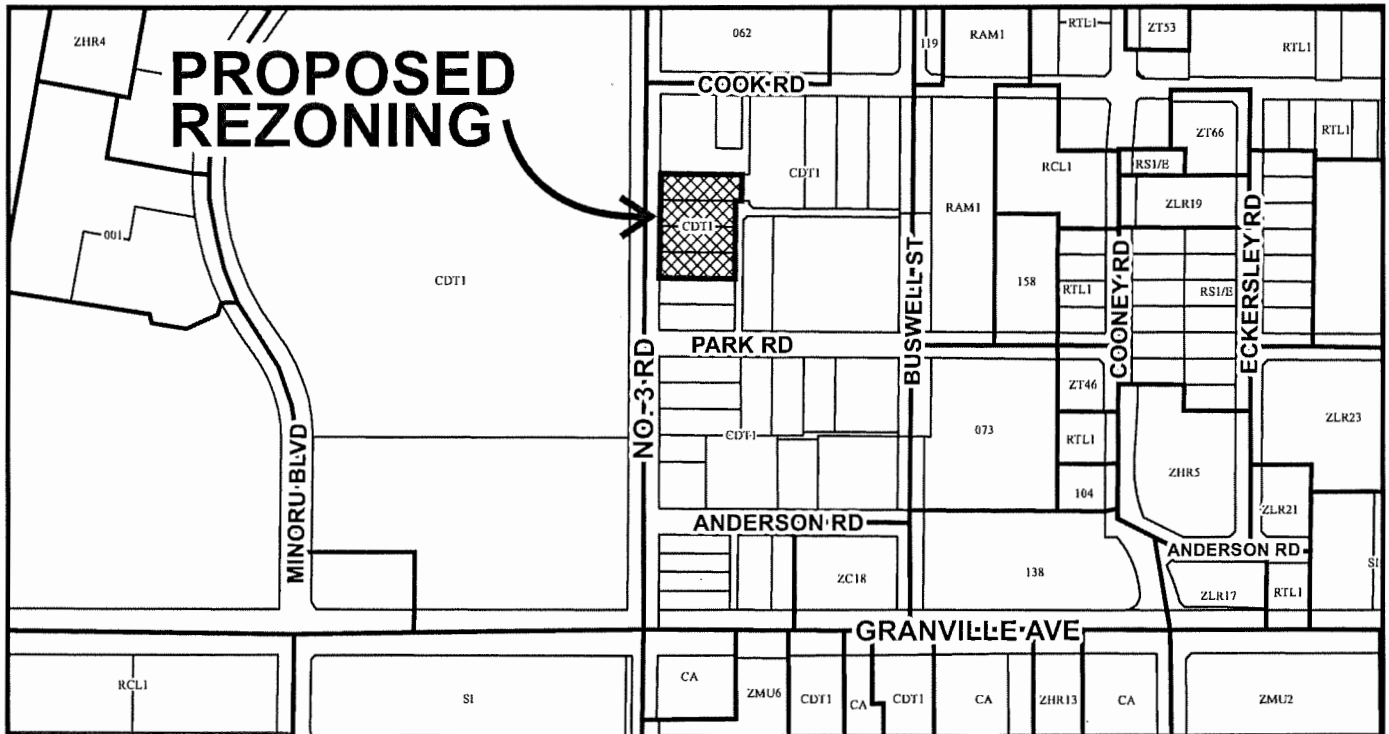 ZHR4
PROPOSED
REZONING
062
119
RAM1
RTL1
ZT53
RTL1
COOK RD
CDT1
RCL1
ZT66
RTL1
RS1/E
ZLR19
RAM1
001
CDT1
CDT1
158
RTL1
RS1/E
MINORU BLVD
NO. 3 RD
BUSWELL ST
COONEY RD
ECKERSLEY RD
PARK RD
ZT46
CDT1
073
RTL1
104
ZHR5
ZLR23
ZLR21
ANDERSON RD
ANDERSON RD
ZC18
138
ZLR17
RTL1
SI
GRANVILLE AVE
RCL1
SI
CA
ZMU6
CDT1
CA
CDT1
CA
ZHR13
CA
ZMU2